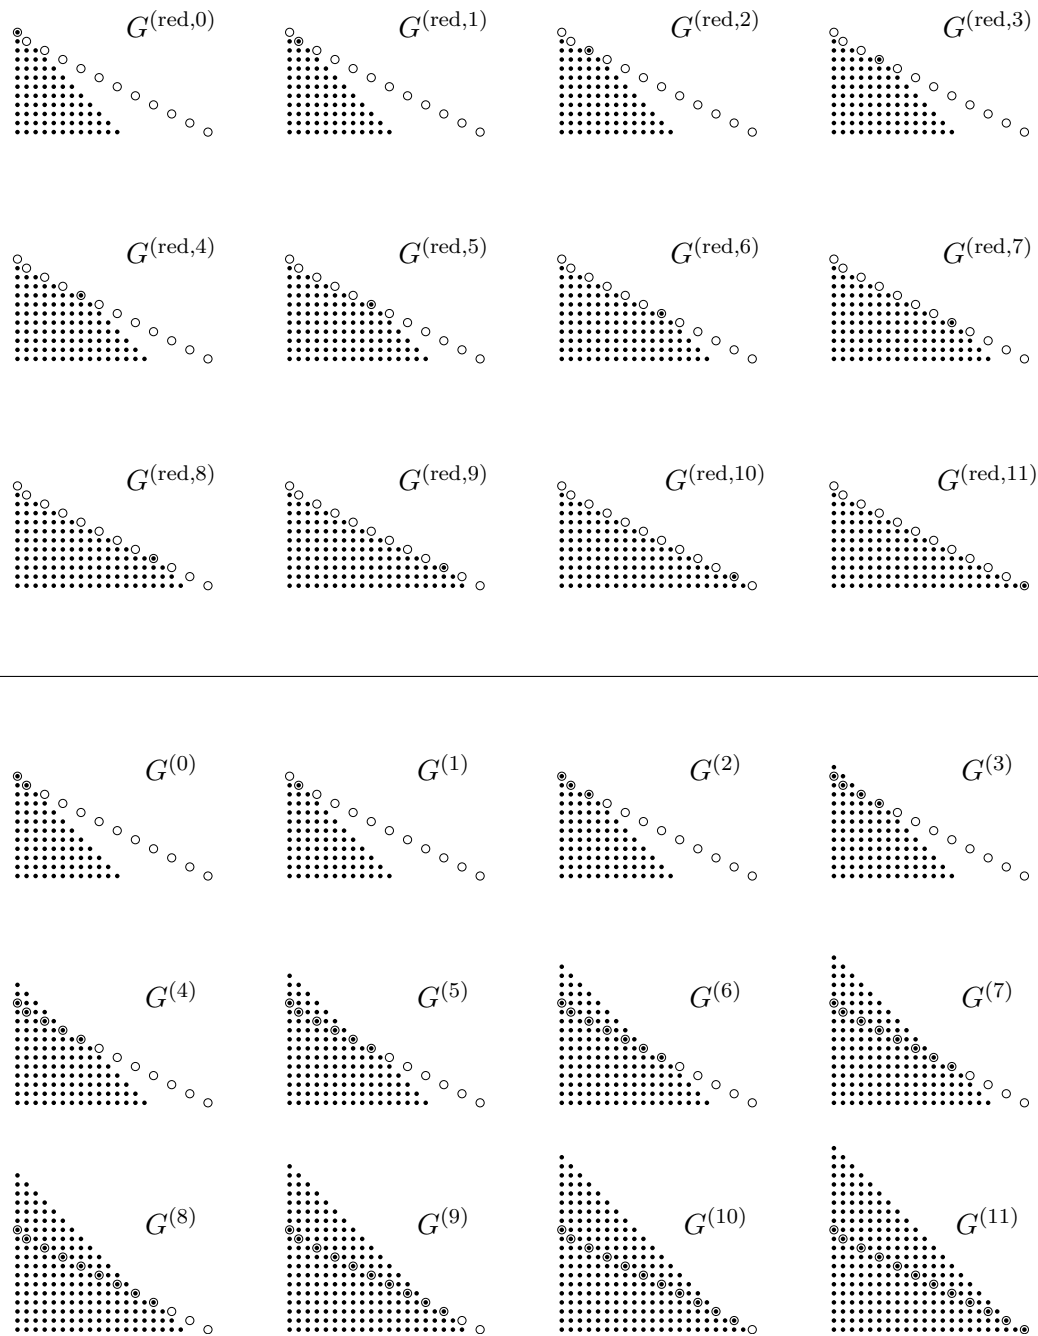 G^(red,0) G^(red,1) G^(red,2) G^(red,3)
G^(red,4) G^(red,5) G^(red,6) G^(red,7)
G^(red,8) G^(red,9) G^(red,10) G^(red,11)
G^(0) G^(1) G^(2) G^(3)
G^(4) G^(5) G^(6) G^(7)
G^(8) G^(9) G^(10) G^(11)